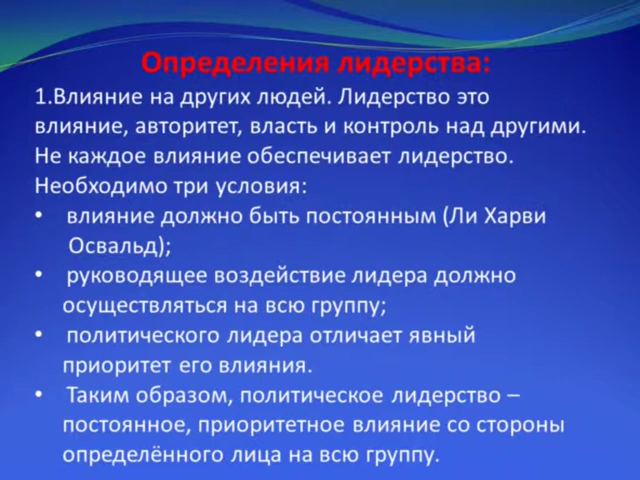 Определения лидерства:
1.Влияние на других людей. Лидерство это
влияние, авторитет, власть и контроль над другими.
Не каждое влияние обеспечивает лидерство.
Необходимо три условия:
• влияние должно быть постоянным (Ли Харви
Освальд);
• руководящее воздействие лидера должно
осуществляться на всю группу;
• политического лидера отличает явный
приоритет его влияния.
• Таким образом, политическое лидерство –
постоянное, приоритетное влияние со стороны
определённого лица на всю группу.